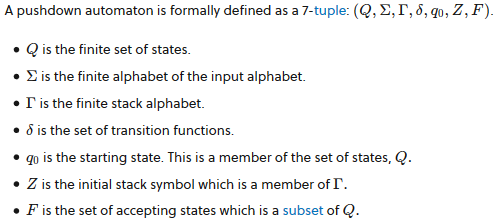 A pushdown automaton is formally defined as a 7-tuple: (Q, Σ, Γ, δ, q₀, Z, F).
• Q is the finite set of states.
• Σ is the finite alphabet of the input alphabet.
• Γ is the finite stack alphabet.
• δ is the set of transition functions.
• q₀ is the starting state. This is a member of the set of states, Q.
• Z is the initial stack symbol which is a member of Γ.
• F is the set of accepting states which is a subset of Q.